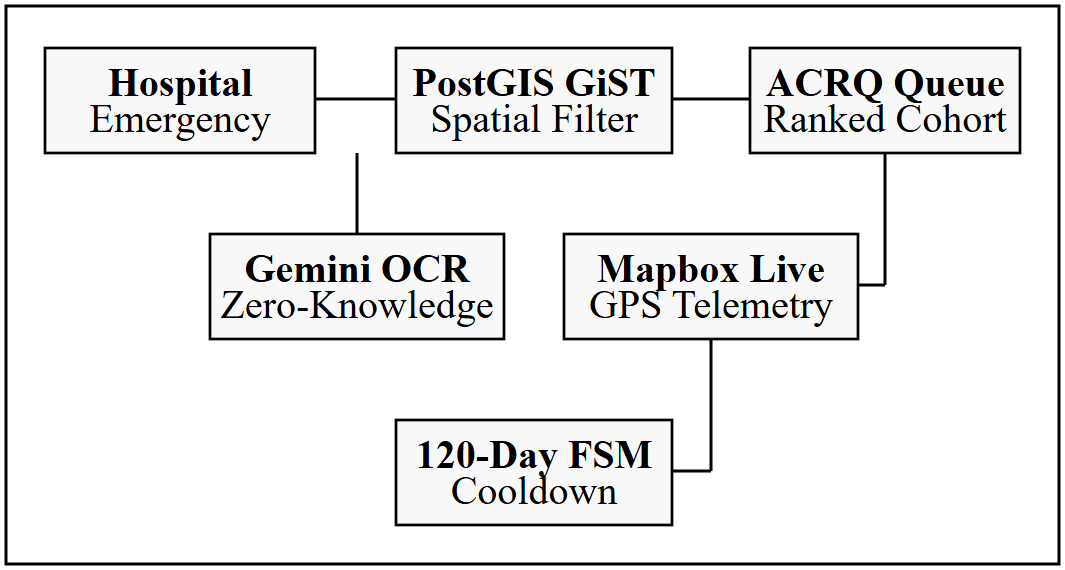 Hospital
Emergency
PostGIS GiST
Spatial Filter
ACRQ Queue
Ranked Cohort
Gemini OCR
Zero-Knowledge
Mapbox Live
GPS Telemetry
120-Day FSM
Cooldown